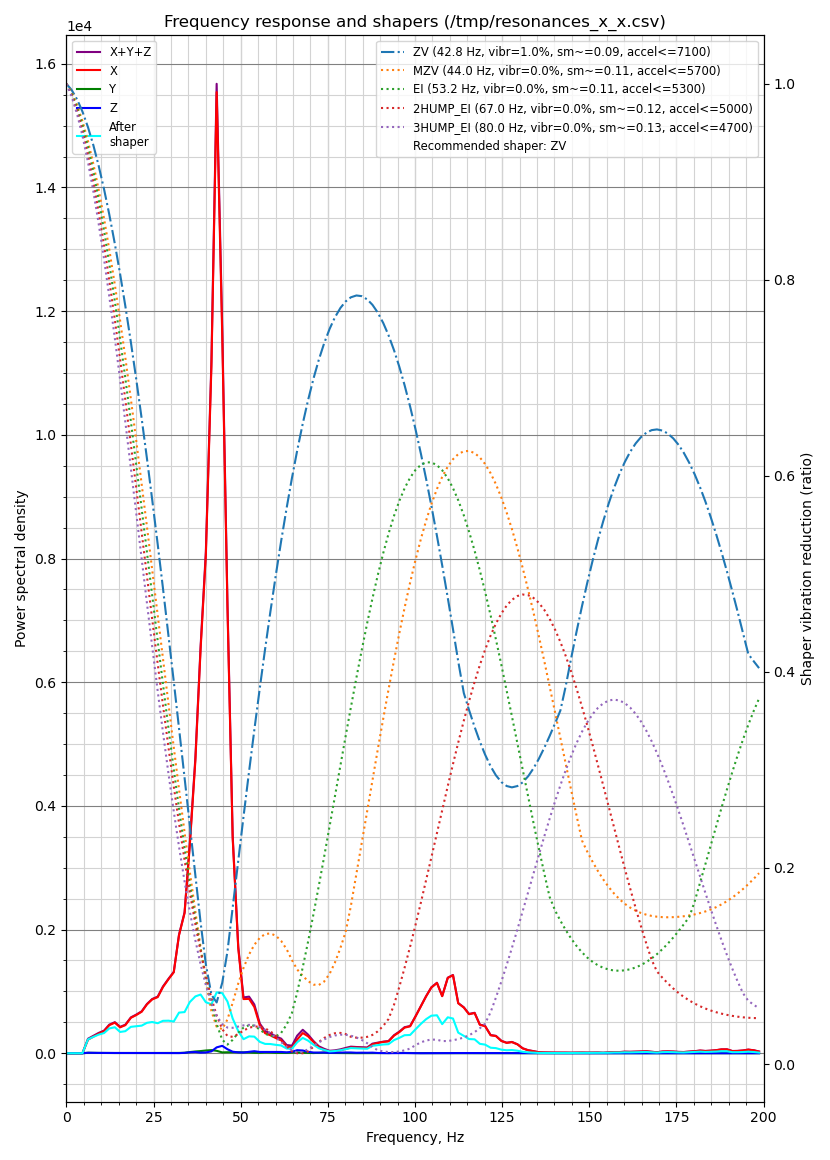 Frequency response and shapers (/tmp/resonances_x_x.csv)
1e4
X+Y+Z
X
Y
Z
After
shaper
ZV (42.8 Hz, vibr=1.0%, sm~=0.09, accel<=7100)
MZV (44.0 Hz, vibr=0.0%, sm~=0.11, accel<=5700)
EI (53.2 Hz, vibr=0.0%, sm~=0.11, accel<=5300)
2HUMP_EI (67.0 Hz, vibr=0.0%, sm~=0.12, accel<=5000)
3HUMP_EI (80.0 Hz, vibr=0.0%, sm~=0.13, accel<=4700)
Recommended shaper: ZV
1.6
1.4
1.2
1.0
0.8
0.6
0.4
0.2
0.0
Power spectral density
1.0
0.8
0.6
0.4
0.2
0.0
Shaper vibration reduction (ratio)
0 25 50 75 100 125 150 175 200
Frequency, Hz